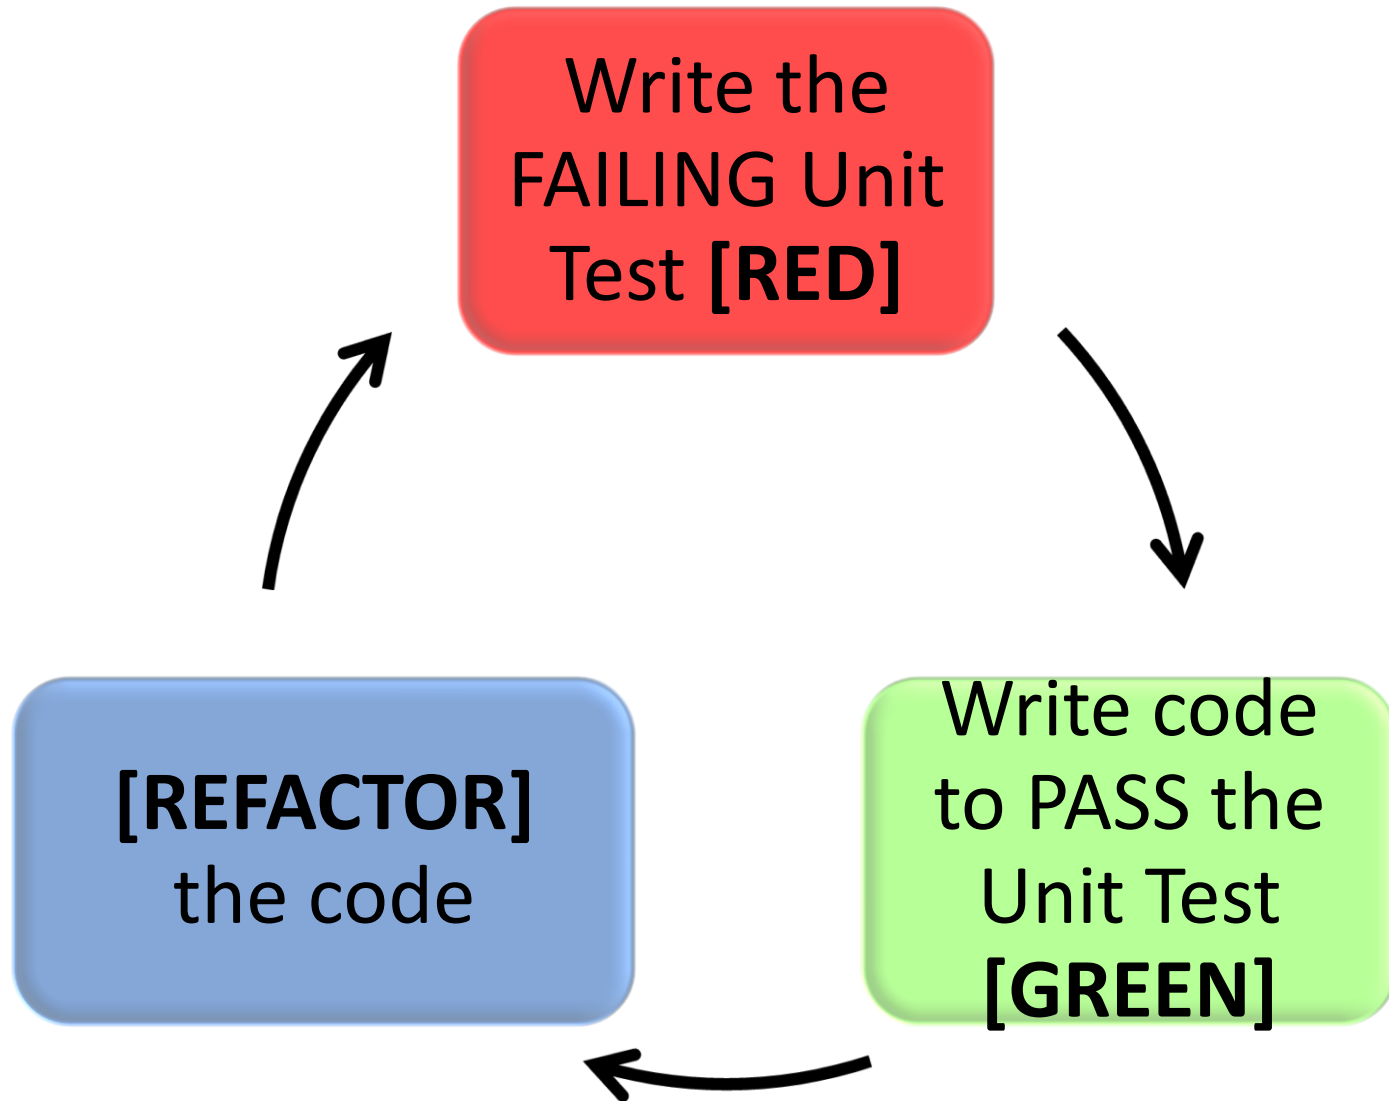 Write the
FAILING Unit
Test [RED]
Write code
to PASS the
Unit Test
[GREEN]
[REFACTOR]
the code